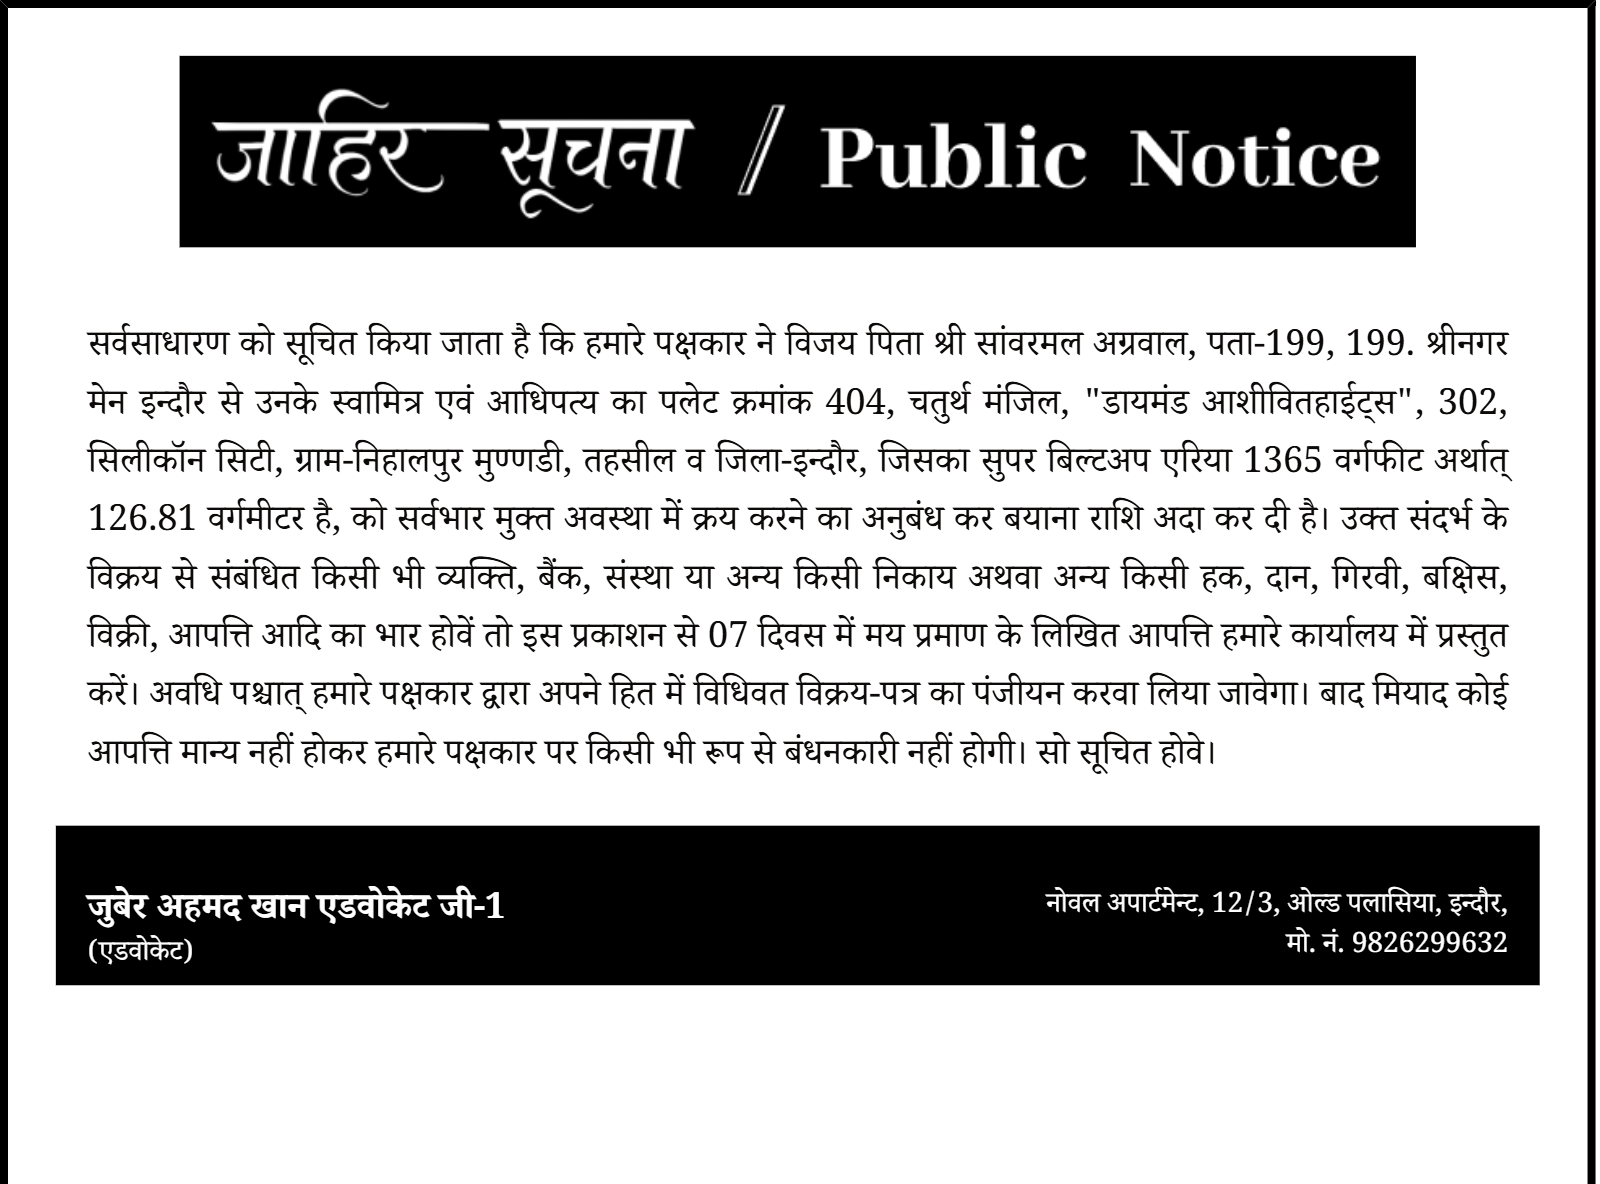 जाहिर सूचना // Public Notice
सर्वसाधारण को सूचित किया जाता है कि हमारे पक्षकार ने विजय पिता श्री सांवरमल अग्रवाल, पता-199, 199. श्रीनगर
मेन इन्दौर से उनके स्वामित्र एवं आधिपत्य का पलेट क्रमांक 404, चतुर्थ मंजिल, "डायमंड आशीवितहाईट्स", 302,
सिलीकॉन सिटी, ग्राम-निहालपुर मुण्णडी, तहसील व जिला-इन्दौर, जिसका सुपर बिल्टअप एरिया 1365 वर्गफीट अर्थात्
126.81 वर्गमीटर है, को सर्वभार मुक्त अवस्था में क्रय करने का अनुबंध कर बयाना राशि अदा कर दी है। उक्त संदर्भ के
विक्रय से संबंधित किसी भी व्यक्ति, बैंक, संस्था या अन्य किसी निकाय अथवा अन्य किसी हक, दान, गिरवी, बक्षिस,
विक्री, आपत्ति आदि का भार होवें तो इस प्रकाशन से 07 दिवस में मय प्रमाण के लिखित आपत्ति हमारे कार्यालय में प्रस्तुत
करें। अवधि पश्चात् हमारे पक्षकार द्वारा अपने हित में विधिवत विक्रय-पत्र का पंजीयन करवा लिया जावेगा। बाद मियाद कोई
आपत्ति मान्य नहीं होकर हमारे पक्षकार पर किसी भी रूप से बंधनकारी नहीं होगी। सो सूचित होवे।
जुबेर अहमद खान एडवोकेट जी-1
(एडवोकेट)
नोवल अपार्टमेन्ट, 12/3, ओल्ड पलासिया, इन्दौर,
मो. नं. 9826299632